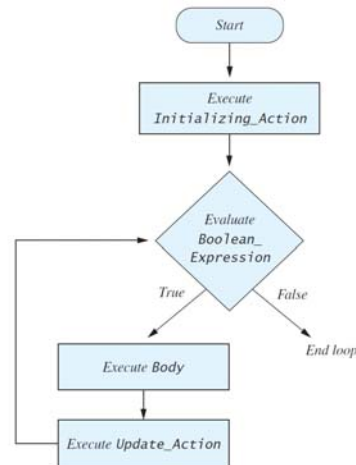 Start
Execute
Initializing_Action
Evaluate
Boolean_
Expression
True
False
End loop
Execute Body
Execute Update_Action